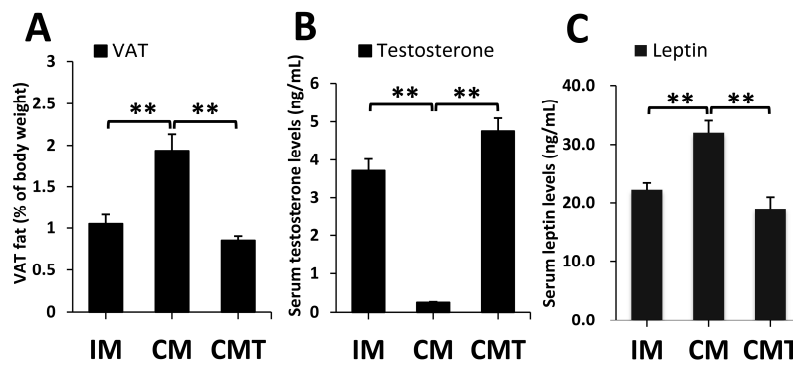 A
VAT
VAT fat (% of body weight)
3
2.5
2
1.5
1
0.5
0
** **
IM CM CMT
B
Testosterone
Serum testosterone levels (ng/mL)
6
5
4
3
2
1
0
** **
IM CM CMT
C
Leptin
Serum leptin levels (ng/mL)
40.0
30.0
20.0
10.0
0.0
** **
IM CM CMT